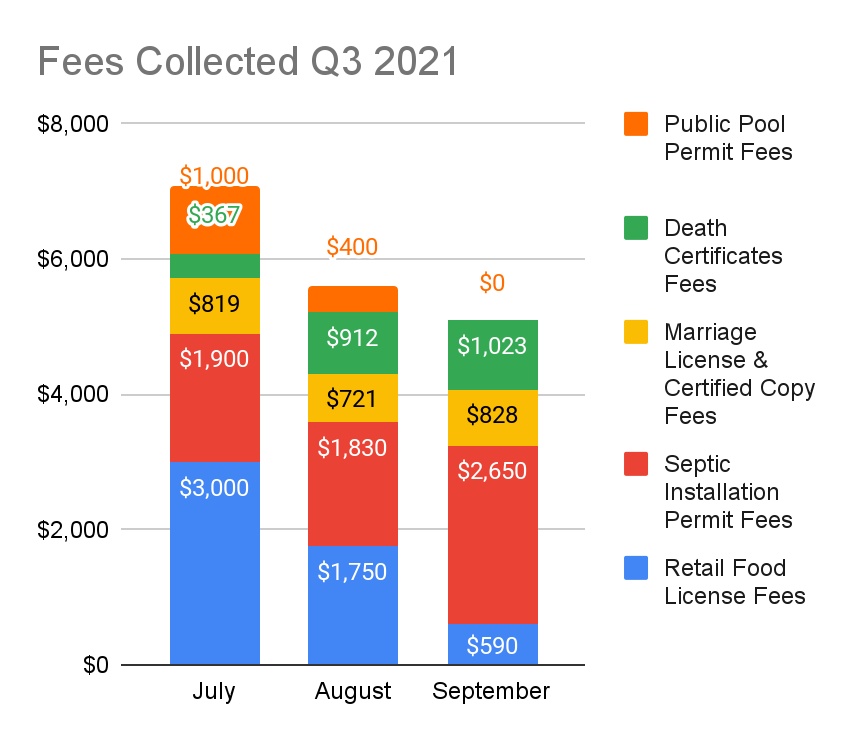 Fees Collected Q3 2021
$8,000
$6,000
$4,000
$2,000
$0
$1,000
$367
$819
$1,900
$3,000
$400
$912
$721
$1,830
$1,750
$0
$1,023
$828
$2,650
$590
July
August
September
Public Pool
Permit Fees
Death
Certificates
Fees
Marriage
License &
Certified Copy
Fees
Septic
Installation
Permit Fees
Retail Food
License Fees